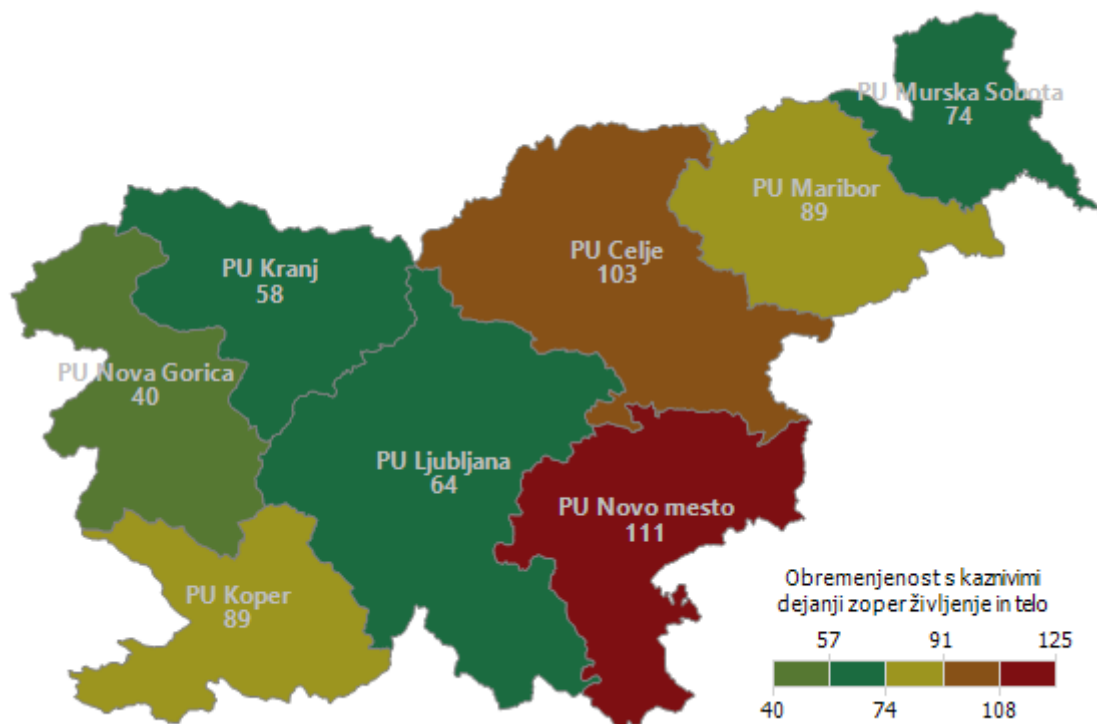 PU Murska Sobota
74
PU Maribor
89
PU Celje
103
PU Kranj
58
PU Nova Gorica
40
PU Ljubljana
64
PU Novo mesto
111
PU Koper
89
Obremenjenost s kaznivimi
dejanji zoper življenje in telo
57 91 125
40 74 108